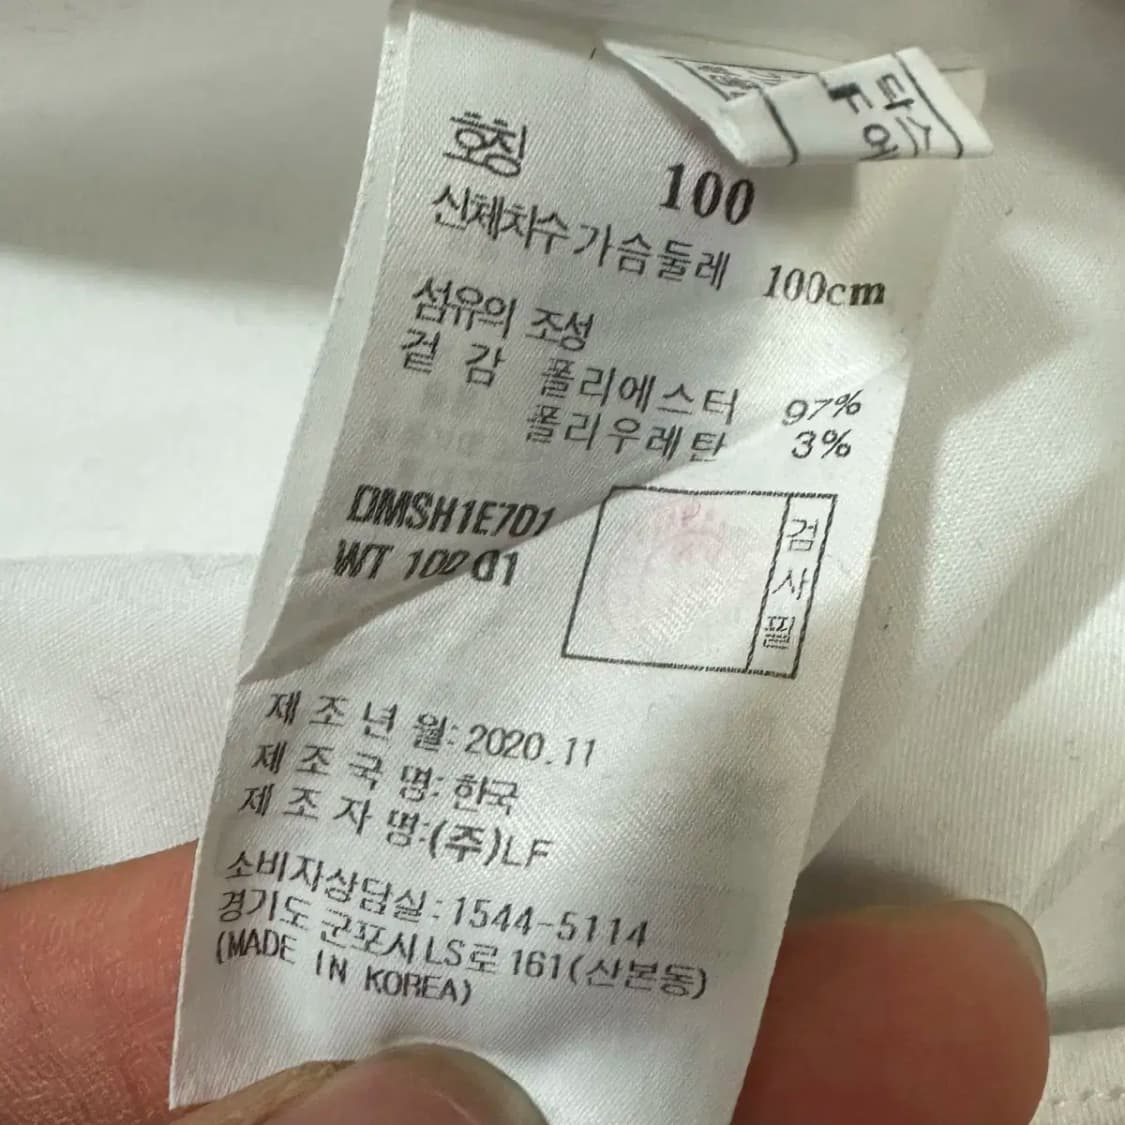 호칭 100
신체치수 가슴둘레 100cm
섬유의 조성
겉 감 폴리에스터 97%
폴리우레탄 3%
DMSH1E701
WT 100 01
검사필
제 조 년 월: 2020.11
제 조 국 명: 한국
제 조 자 명:(주)LF
소비자상담실:1544-5114
경기도 군포시 LS로 161(산본동)
(MADE IN KOREA)